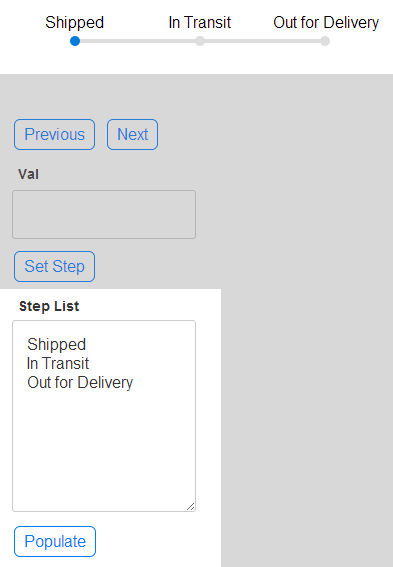 Shipped In Transit Out for Delivery
Previous Next
Val
Set Step
Step List
Shipped
In Transit
Out for Delivery
Populate